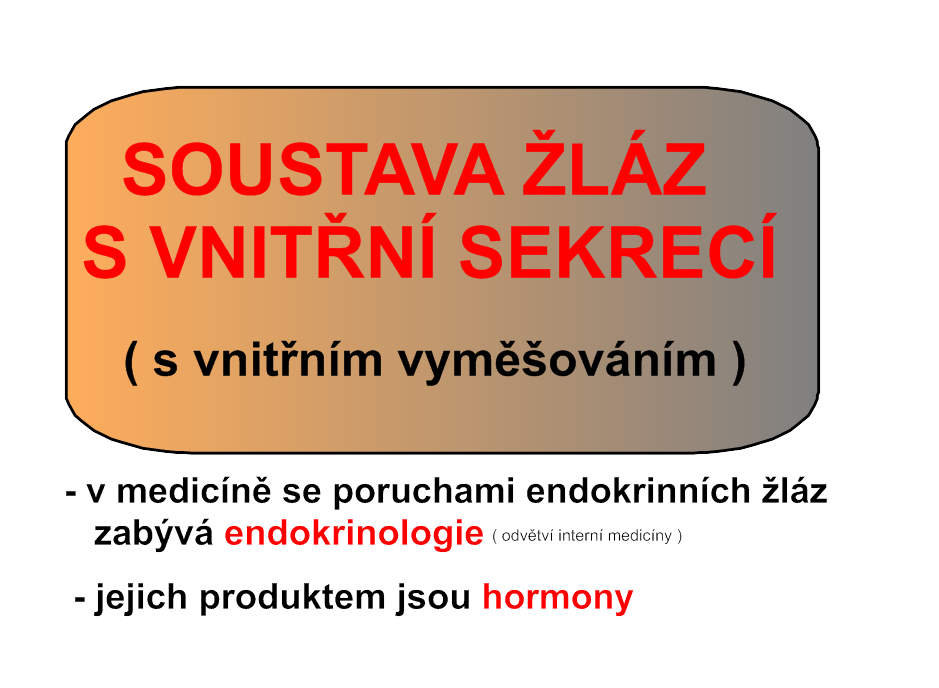 SOUSTAVA ŽLÁZ
S VNITŘNÍ SEKRECÍ
( s vnitřním vyměšováním )
- v medicíně se poruchami endokrinních žláz
zabývá endokrinologie ( odvětví interní medicíny )
- jejich produktem jsou hormony